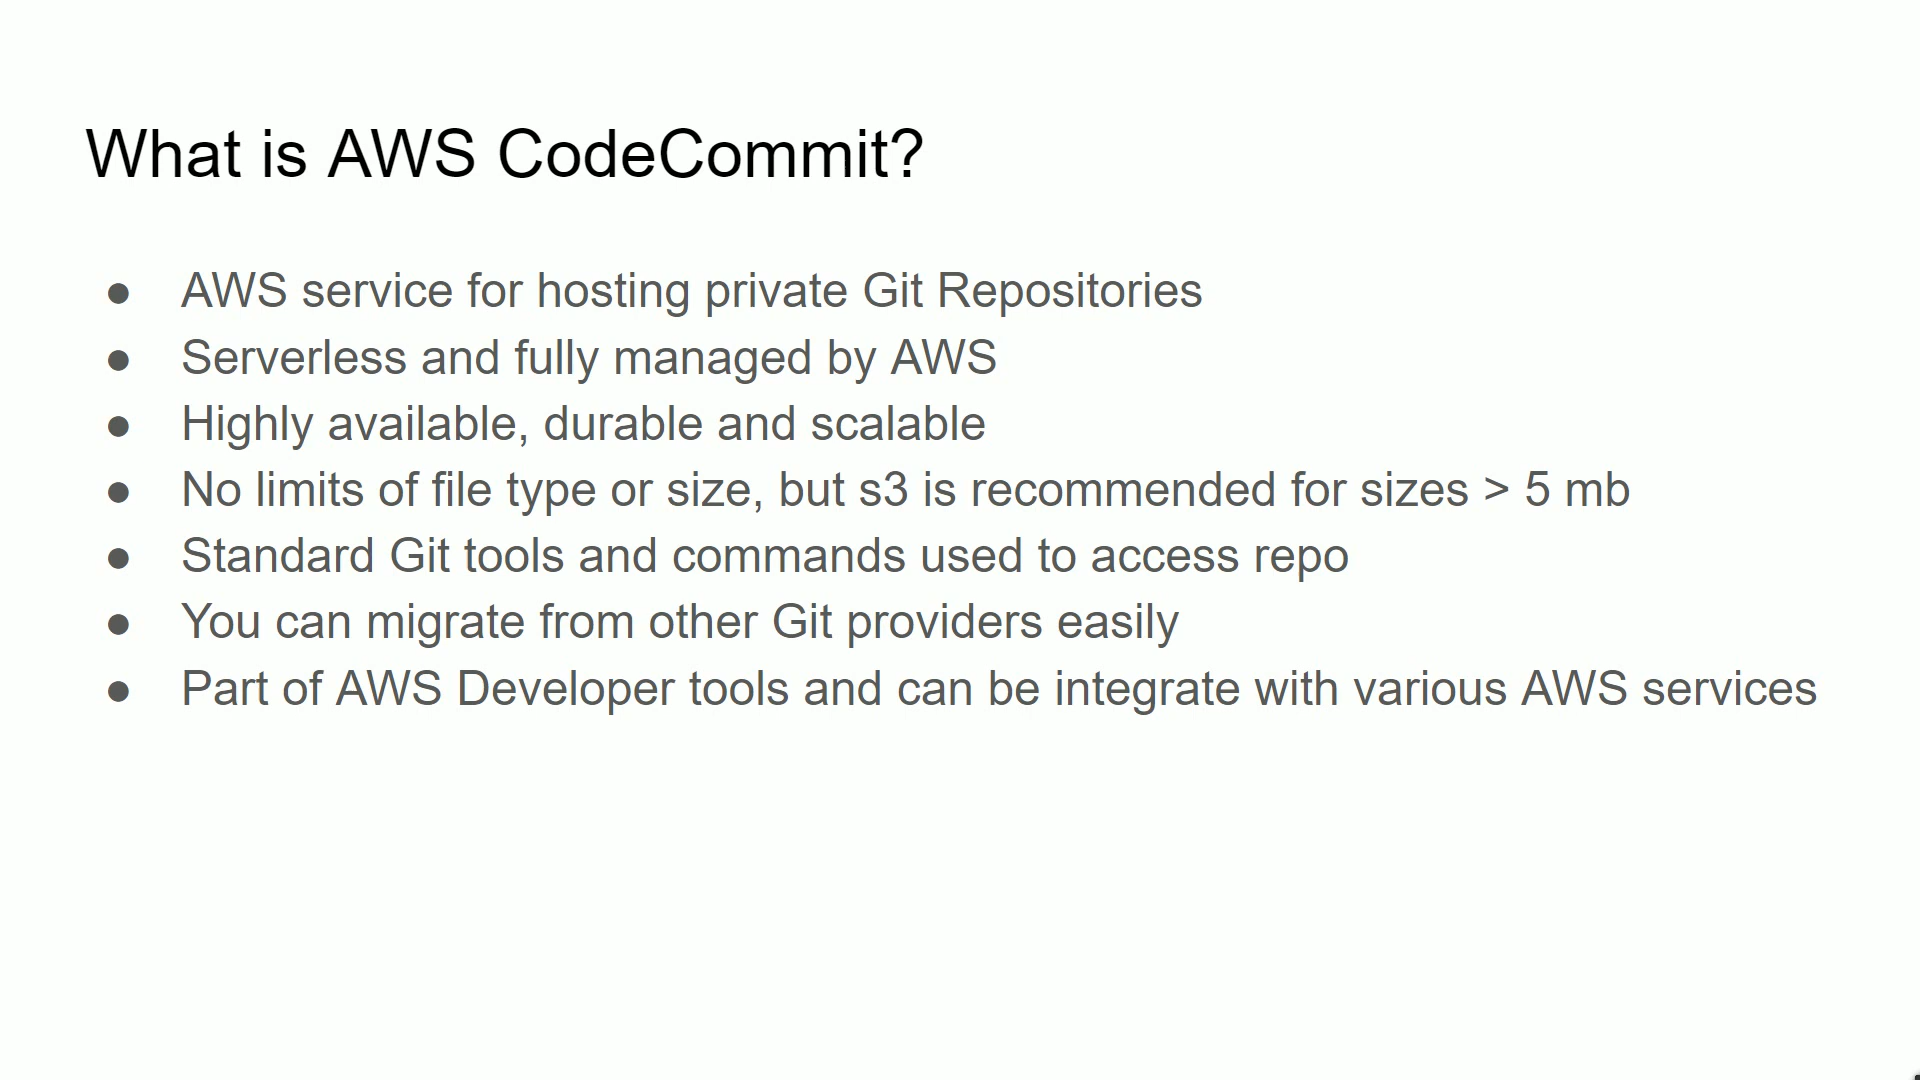 What is AWS CodeCommit?
● AWS service for hosting private Git Repositories
● Serverless and fully managed by AWS
● Highly available, durable and scalable
● No limits of file type or size, but s3 is recommended for sizes > 5 mb
● Standard Git tools and commands used to access repo
● You can migrate from other Git providers easily
● Part of AWS Developer tools and can be integrate with various AWS services